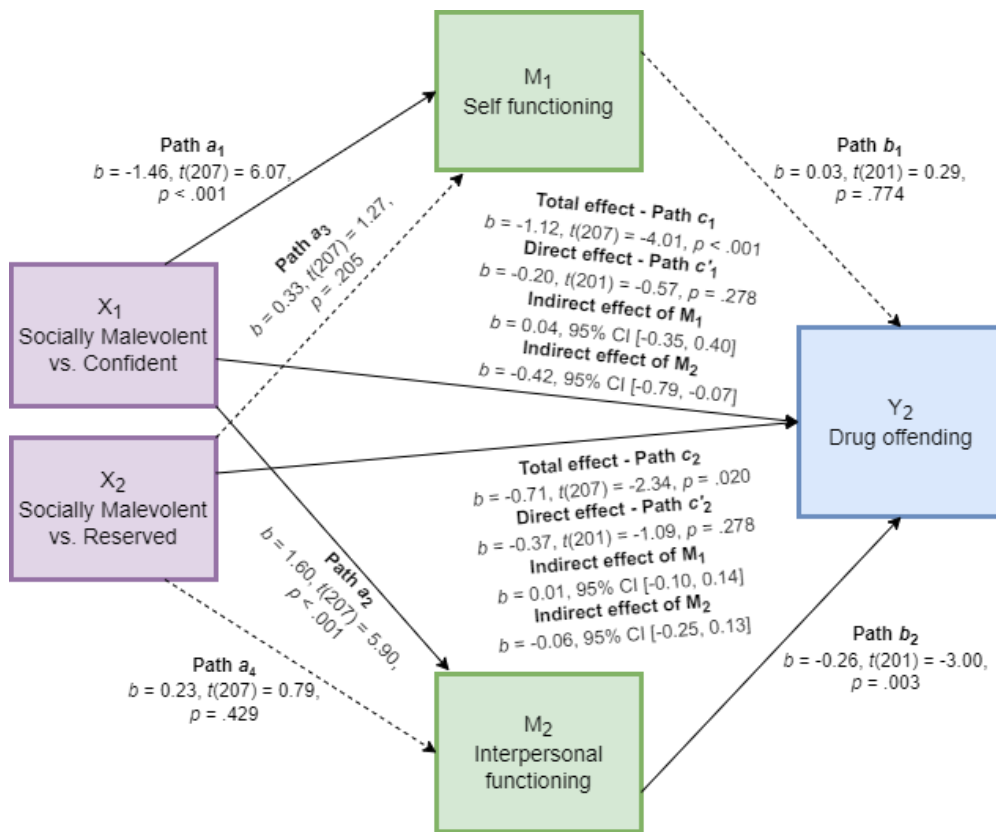 M1
Self functioning
Path a1
b = -1.46, t(207) = 6.07,
p < .001
Path a3
b = 0.33, t(207) = 1.27,
p = .205
Path b1
b = 0.03, t(201) = 0.29,
p = .774
Total effect - Path c1
b = -1.12, t(207) = -4.01, p < .001
Direct effect - Path c'1
b = -0.20, t(201) = -0.57, p = .278
Indirect effect of M1
b = 0.04, 95% CI [-0.35, 0.40]
Indirect effect of M2
b = -0.42, 95% CI [-0.79, -0.07]
X1
Socially Malevolent
vs. Confident
Y2
Drug offending
X2
Socially Malevolent
vs. Reserved
Total effect - Path c2
b = -0.71, t(207) = -2.34, p = .020
Direct effect - Path c'2
b = -0.37, t(201) = -1.09, p = .278
Indirect effect of M1
b = 0.01, 95% CI [-0.10, 0.14]
Indirect effect of M2
b = -0.06, 95% CI [-0.25, 0.13]
Path a2
b = 1.60, t(207) = 5.90,
p < .001
Path a4
b = 0.23, t(207) = 0.79,
p = .429
Path b2
b = -0.26, t(201) = -3.00,
p = .003
M2
Interpersonal
functioning